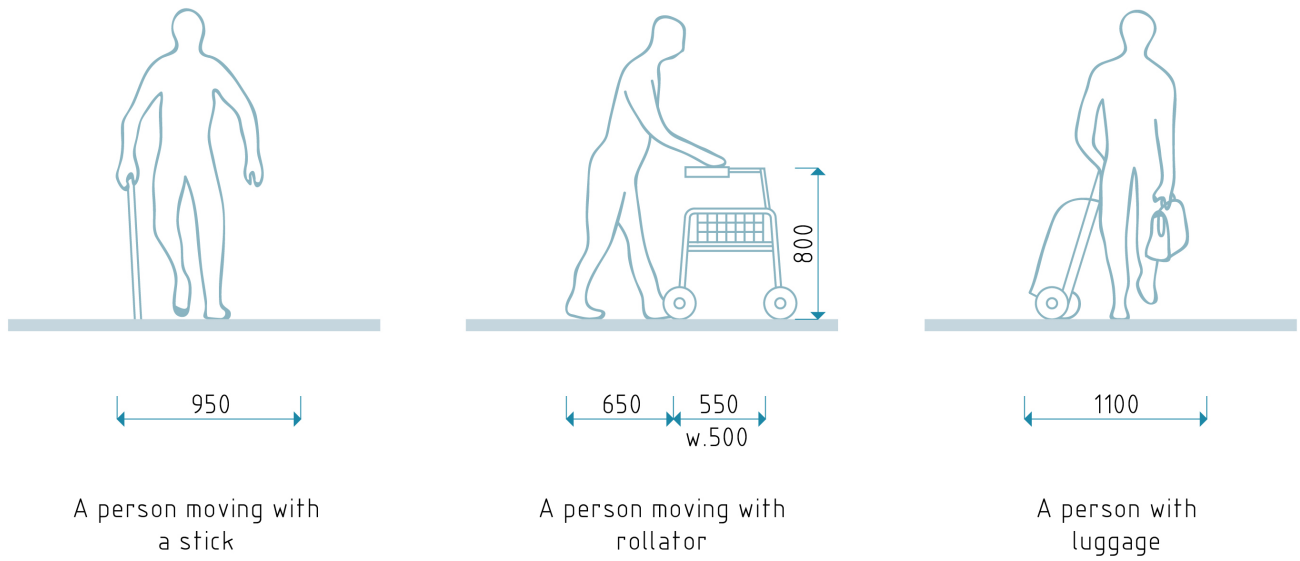 800
950
650
550
w.500
1100
A person moving with
a stick
A person moving with
rollator
A person with
luggage